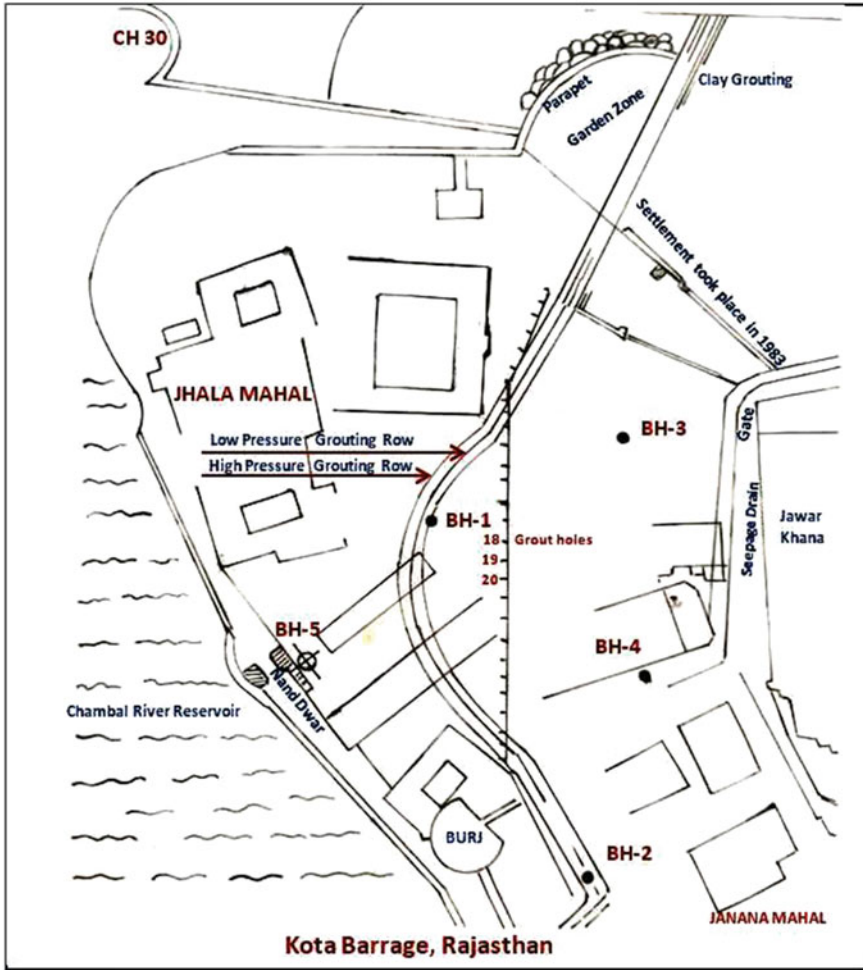 CH 30
Parapet
Garden Zone
Clay Grouting
Settlement took place in 1983
JHALA MAHAL
Low Pressure Grouting Row
High Pressure Grouting Row
BH-3
Gate
BH-1
18
Grout holes
19
20
Seepage Drain
Jawar
Khana
BH-5
BH-4
Nand Dwar
Chambal River Reservoir
BURJ
BH-2
JANANA MAHAL
Kota Barrage, Rajasthan